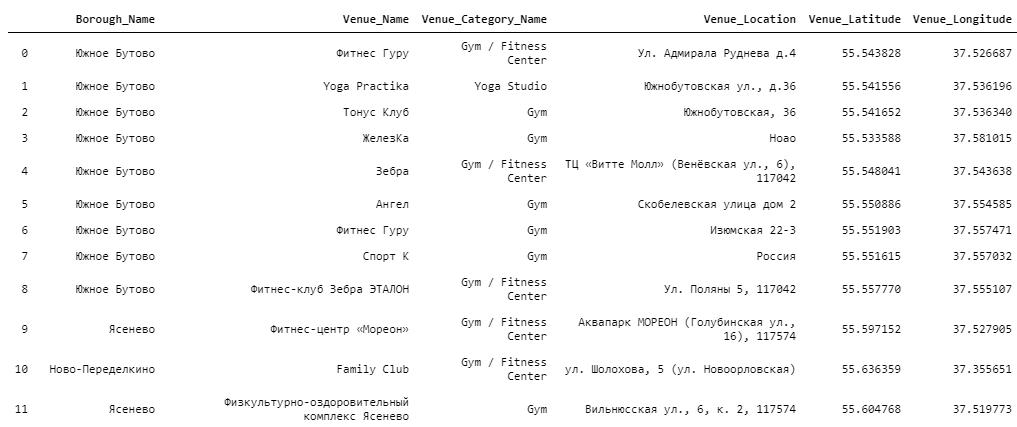 Borough_Name Venue_Name Venue_Category_Name Venue_Location Venue_Latitude Venue_Longitude
0 Южное Бутово Фитнес Гуру Gym / Fitness Center Ул. Адмирала Руднева д.4 55.543828 37.526687
1 Южное Бутово Yoga Practika Yoga Studio Южнобутовская ул., д.36 55.541556 37.536196
2 Южное Бутово Тонус Клуб Gym Южнобутовская, 36 55.541652 37.536340
3 Южное Бутово ЖелезКа Gym Ноао 55.533588 37.581015
4 Южное Бутово Зебра Gym / Fitness Center ТЦ «Витте Молл» (Венёвская ул., 6), 117042 55.548041 37.543638
5 Южное Бутово Ангел Gym Скобелевская улица дом 2 55.550886 37.554585
6 Южное Бутово Фитнес Гуру Gym Изюмская 22-3 55.551903 37.557471
7 Южное Бутово Спорт К Gym Россия 55.551615 37.557032
8 Южное Бутово Фитнес-клуб Зебра ЭТАЛОН Gym / Fitness Center Ул. Поляны 5, 117042 55.557770 37.555107
9 Ясенево Фитнес-центр «Мореон» Gym / Fitness Center Аквапарк МОРЕОН (Голубинская ул., 16), 117574 55.597152 37.527905
10 Ново-Переделкино Family Club Gym / Fitness Center ул. Шолохова, 5 (ул. Новоорловская) 55.636359 37.355651
11 Ясенево Физкультурно-оздоровительный комплекс Ясенево Gym Вильнюсская ул., 6, к. 2, 117574 55.604768 37.519773